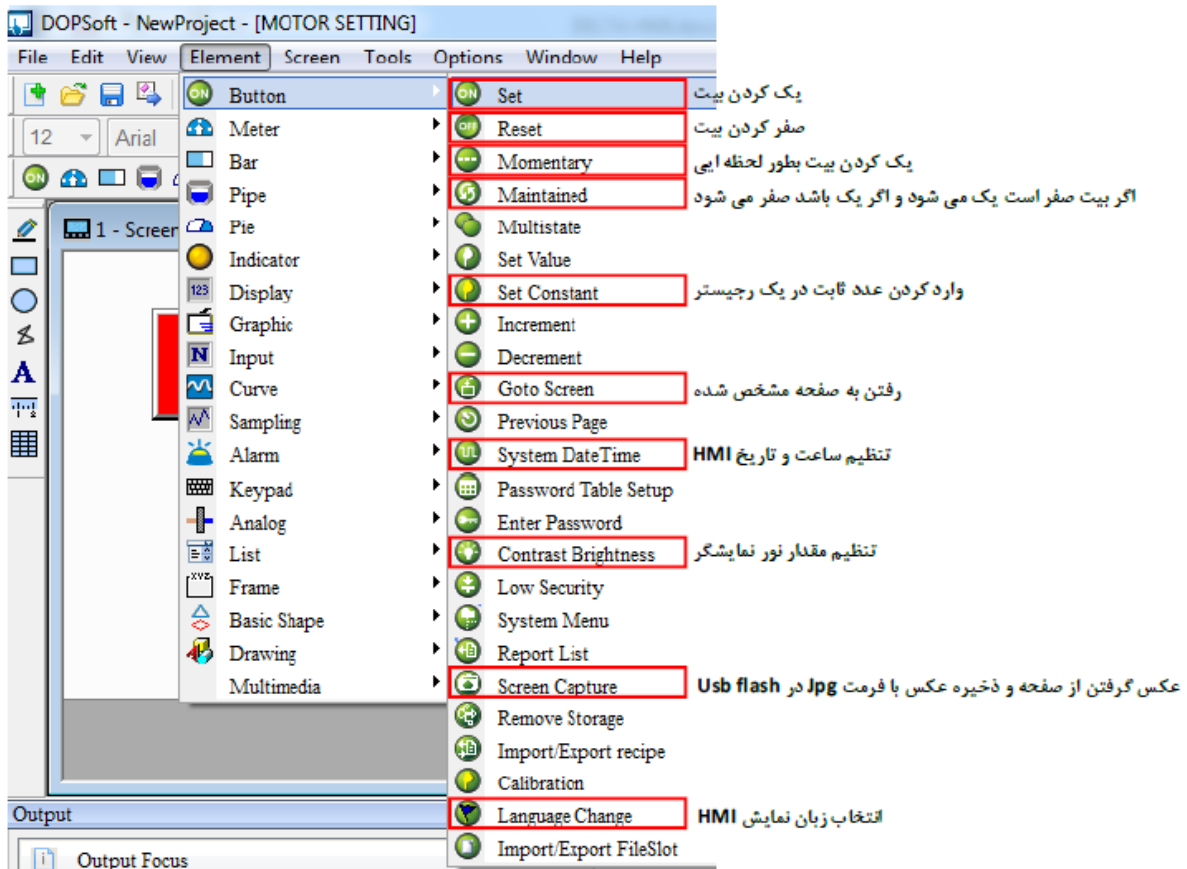 DOPSoft - NewProject - [MOTOR SETTING]
File Edit View Element Screen Tools Options Window Help
12 Arial
1 - Screen
Button
Meter
Bar
Pipe
Pie
Indicator
Display
Graphic
Input
Curve
Sampling
Alarm
Keypad
Analog
List
Frame
Basic Shape
Drawing
Multimedia
Set یک کردن بیت
Reset صفر کردن بیت
Momentary یک کردن بیت بطور لحظه ایی
Maintained اگر بیت صفر است یک می شود و اگر یک باشد صفر می شود
Multistate
Set Value
Set Constant وارد کردن عدد ثابت در یک رجیستر
Increment
Decrement
Goto Screen رفتن به صفحه مشخص شده
Previous Page
System DateTime تنظیم ساعت و تاریخ HMI
Password Table Setup
Enter Password
Contrast Brightness تنظیم مقدار نور نمایشگر
Low Security
System Menu
Report List
Screen Capture عکس گرفتن از صفحه و ذخیره عکس با فرمت Jpg در Usb flash
Remove Storage
Import/Export recipe
Calibration
Language Change انتخاب زبان نمایش HMI
Import/Export FileSlot
Output
Output Focus